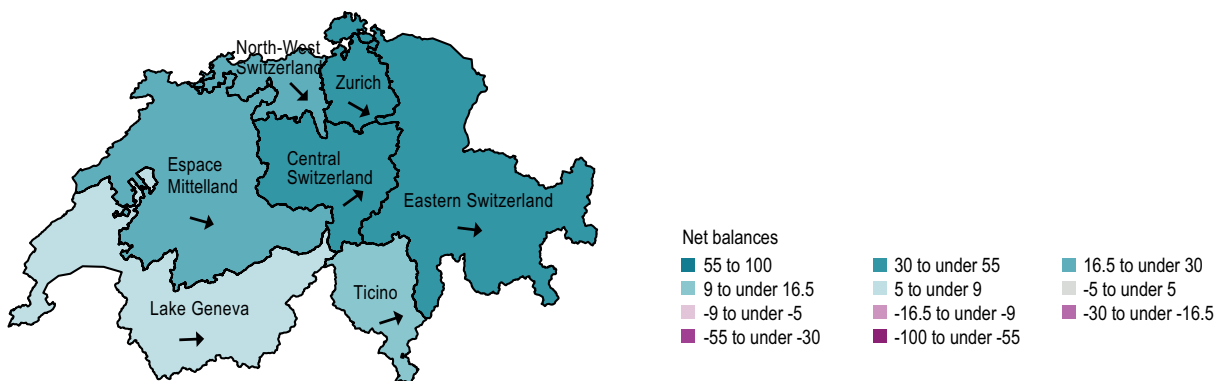 North-West
Switzerland
Zurich
Espace
Mittelland
Central
Switzerland
Eastern Switzerland
Lake Geneva
Ticino
Net balances
55 to 100
30 to under 55
16.5 to under 30
9 to under 16.5
5 to under 9
-5 to under 5
-9 to under -5
-16.5 to under -9
-30 to under -16.5
-55 to under -30
-100 to under -55